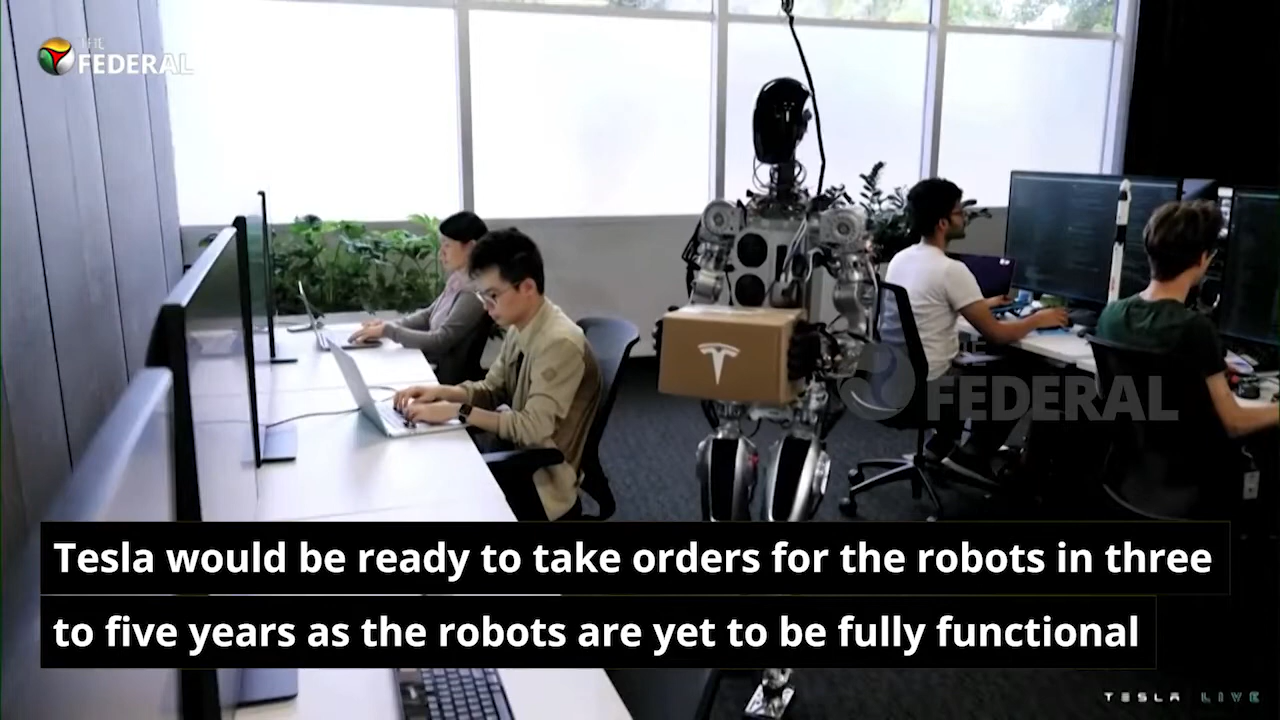 THE
FEDERAL
THE
FEDERAL
Tesla would be ready to take orders for the robots in three
to five years as the robots are yet to be fully functional
TESLA LIVE